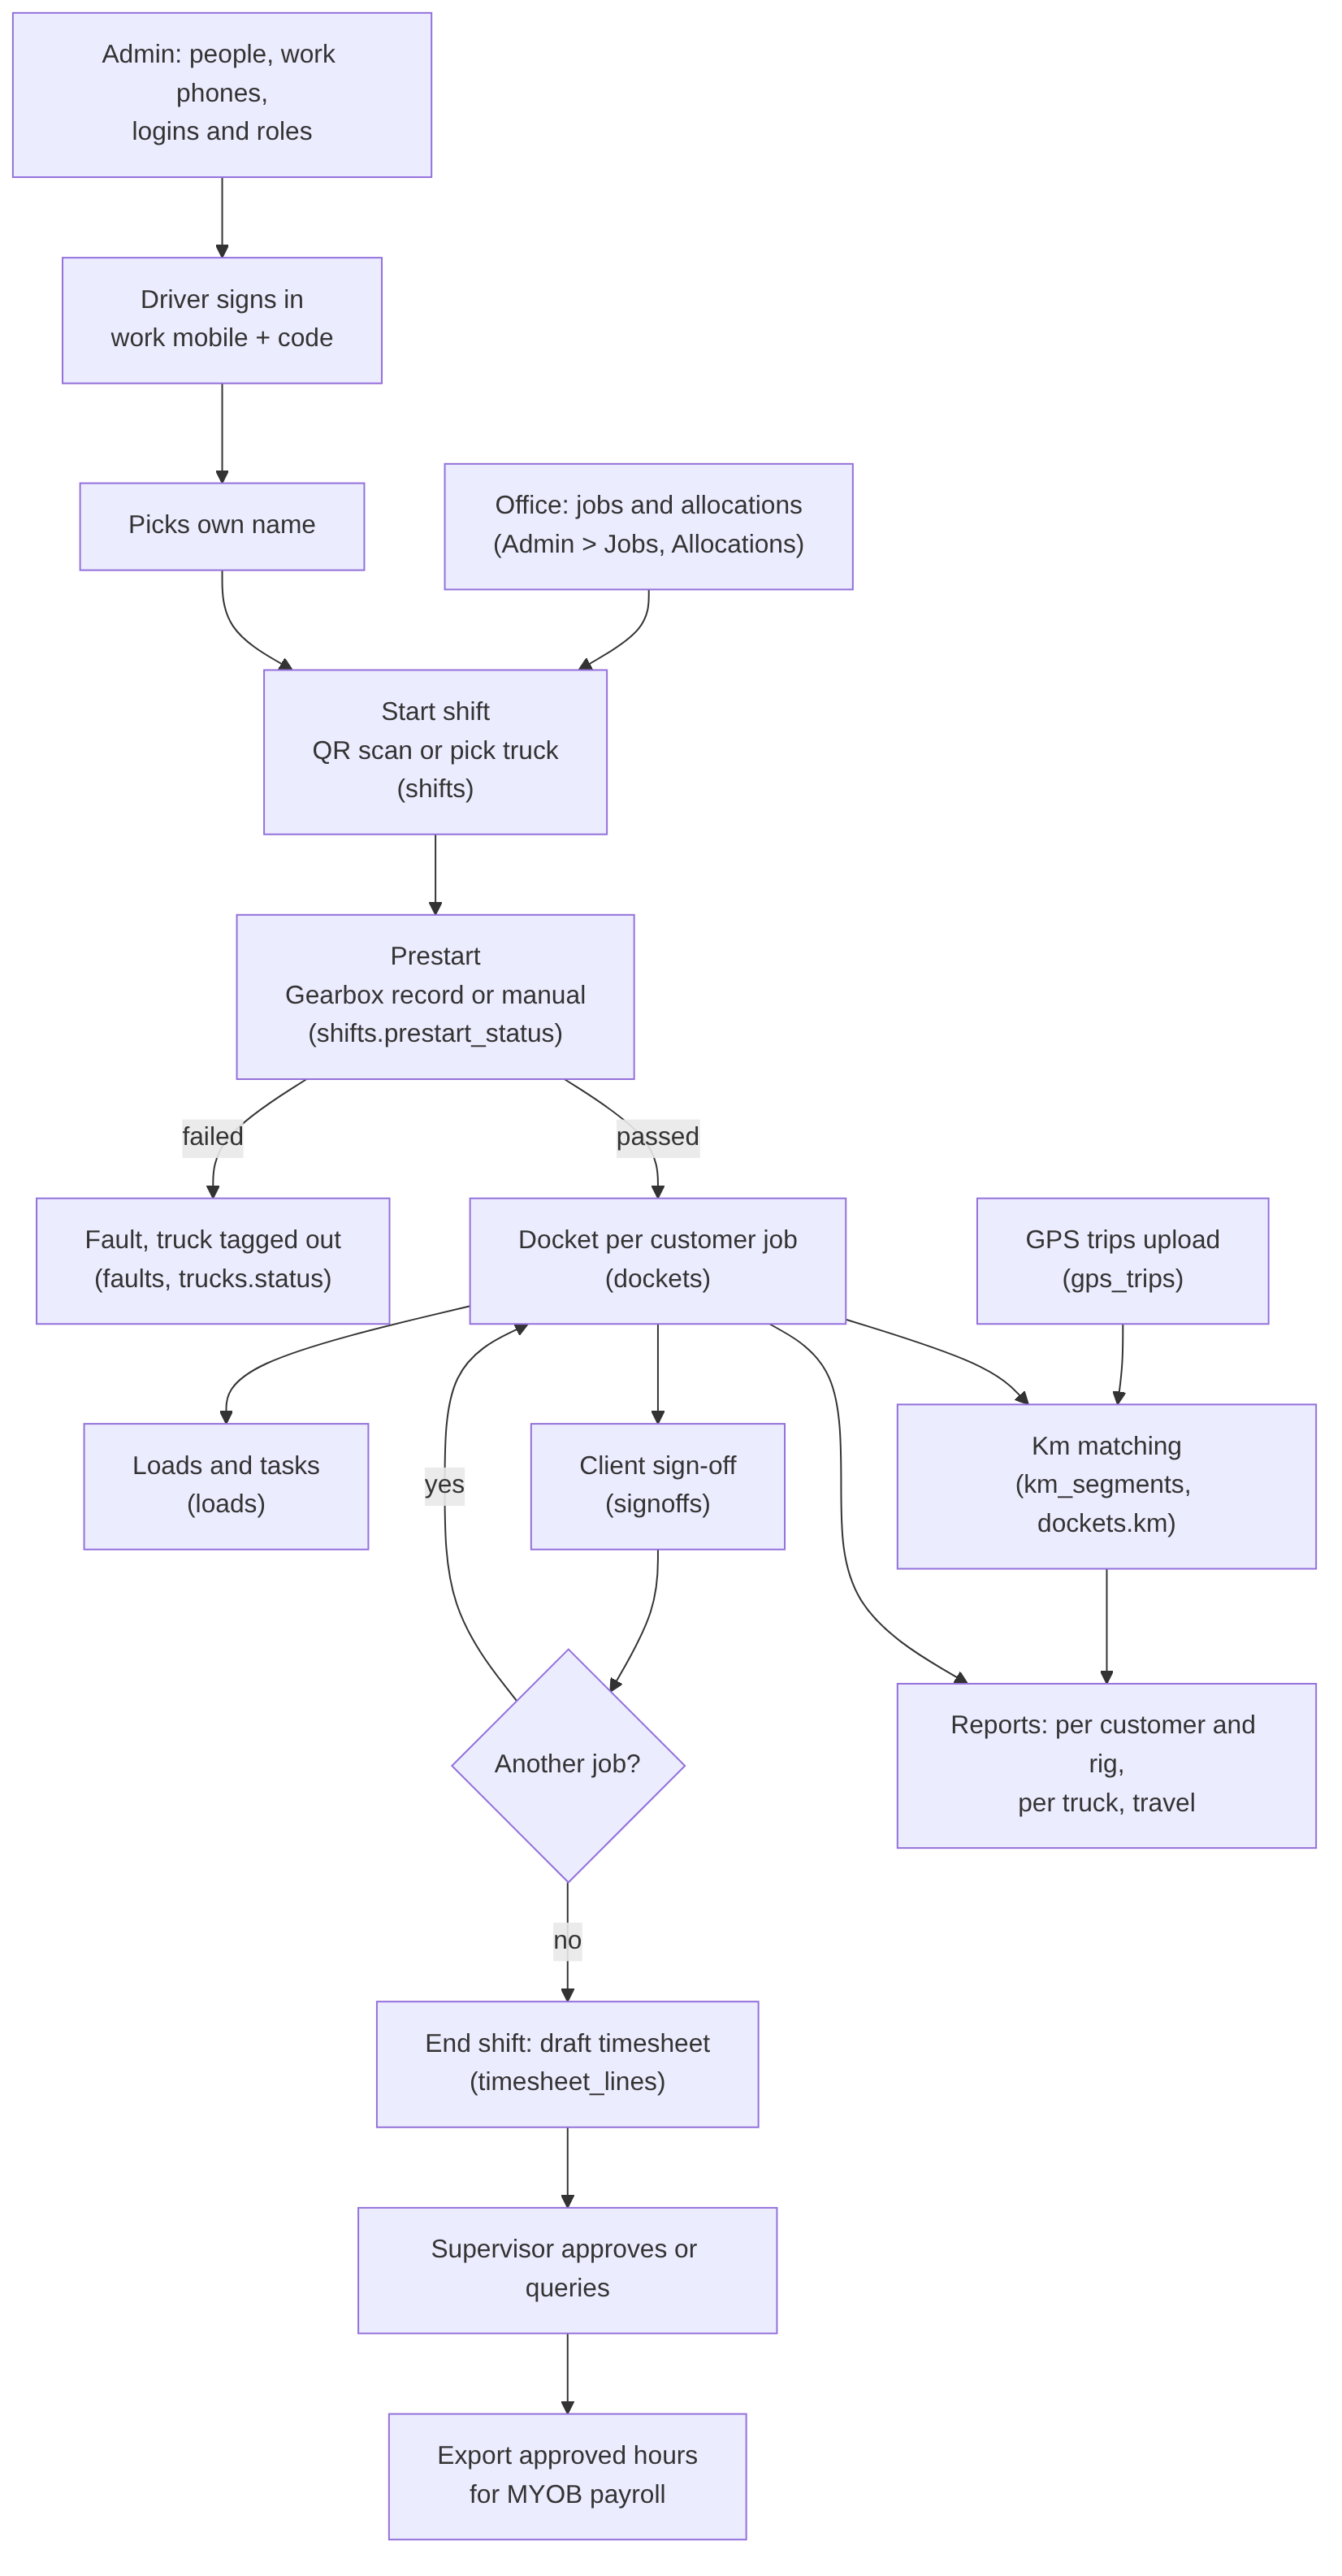 Admin: people, work
phones,
logins and roles
Driver signs in
work mobile + code
Picks own name
Office: jobs and allocations
(Admin > Jobs, Allocations)
Start shift
QR scan or pick truck
(shifts)
Prestart
Gearbox record or manual
(shifts.prestart_status)
failed
passed
Fault, truck tagged out
(faults, trucks.status)
Docket per customer job
(dockets)
GPS trips upload
(gps_trips)
Loads and tasks
(loads)
yes
Client sign-off
(signoffs)
Km matching
(km_segments,
dockets.km)
Another job?
Reports: per customer and
rig,
per truck, travel
no
End shift: draft timesheet
(timesheet_lines)
Supervisor approves or
queries
Export approved hours
for MYOB payroll